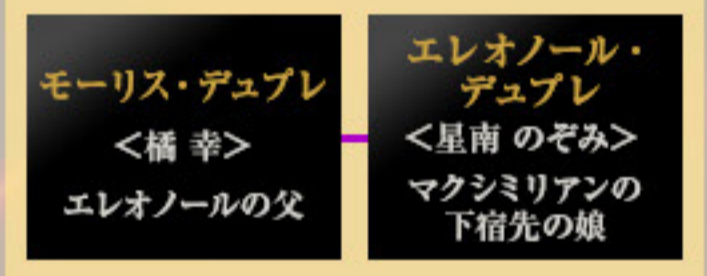 モーリス・デュプレ
<橘 幸>
エレオノールの父
エレオノール・
デュプレ
<星南 のぞみ>
マクシミリアンの
下宿先の娘